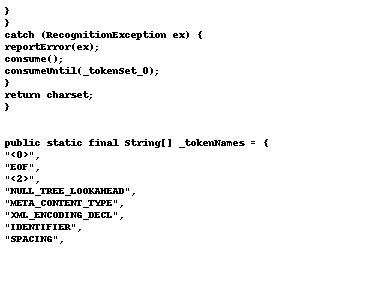 }
}
catch (RecognitionException ex) {
reportError(ex);
consume();
consumeUntil(_tokenSet_0);
}
return charset;
}
public static final String[] _tokenNames = {
"<0>",
"EOF",
"<2>",
"NULL_TREE_LOOKAHEAD",
"META_CONTENT_TYPE",
"XML_ENCODING_DECL",
"IDENTIFIER",
"SPACING",